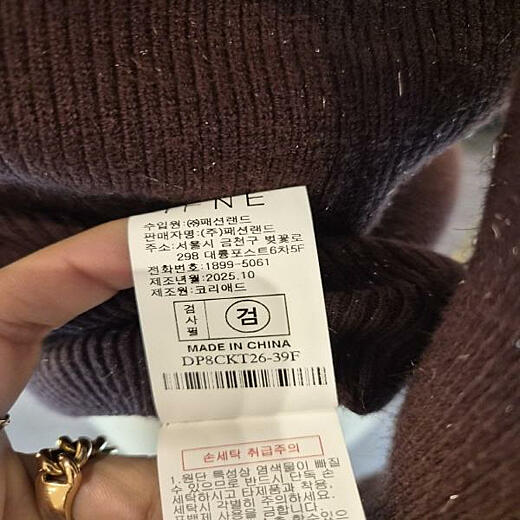 NE
수입원:㈜패션랜드
판매자명:(주)패션랜드
주소:서울시 금천구 벚꽃로
298 대륭포스트6차5F
전화번호:1899-5061
제조년월:2025.10
제조원:코리애드
검사필 검
MADE IN CHINA
DP8CKT26-39F
손세탁 취급주의
1.원단 특성상 염색물이 빠질
수 있으므로 반드시 단독 손
세탁하시고 타제품과 착용.
세탁시 각별히 주의하세요.